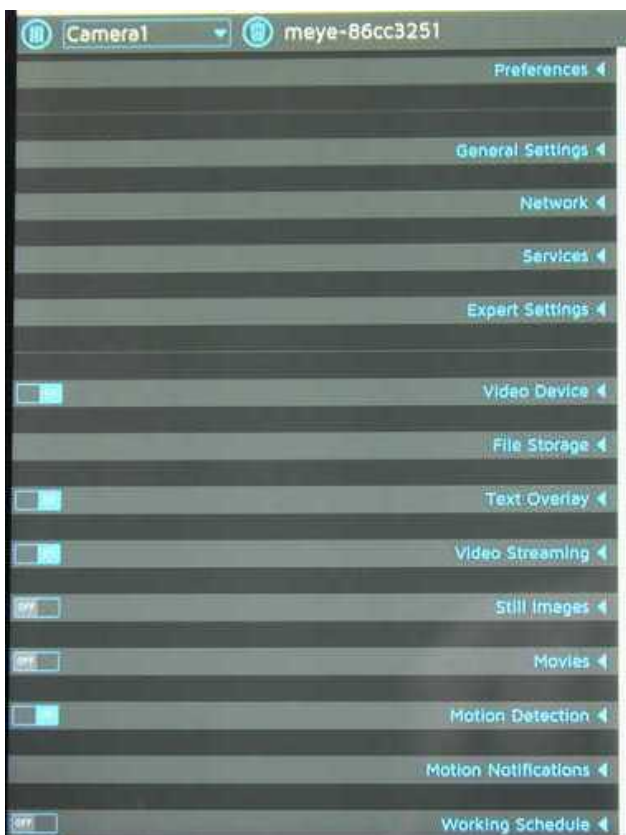 Camera1 meye-86cc3251
Preferences
General Settings
Network
Services
Expert Settings
Video Device
File Storage
Text Overlay
Video Streaming
OFF Still Images
OFF Movies
Motion Detection
Motion Notifications
OFF Working Schedule